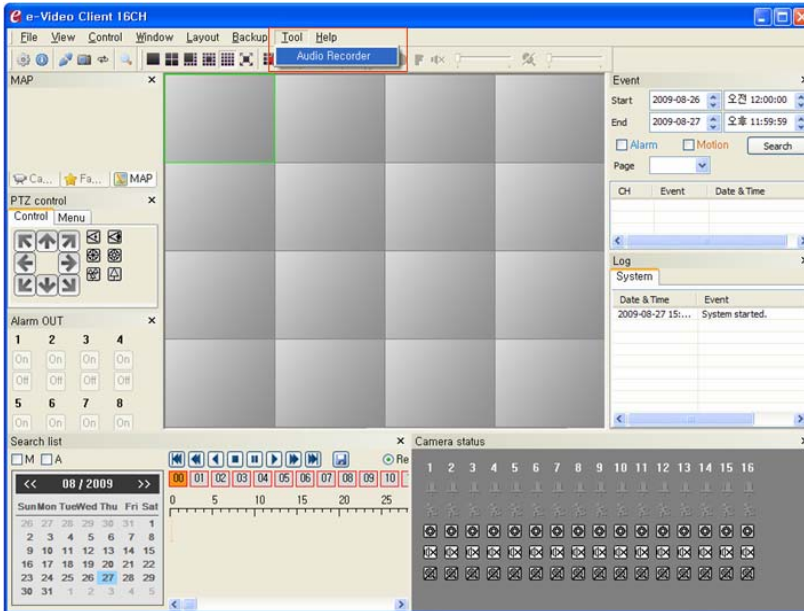 e-Video Client 16CH
File View Control Window Layout Backup Tool Help
Audio Recorder
MAP
Ca... Fa... MAP
PTZ control
Control Menu
Alarm OUT
1 2 3 4
On On On On
Off Off Off Off
5 6 7 8
On On On On
Event
Start 2009-08-26 오전 12:00:00
End 2009-08-27 오후 11:59:59
Alarm Motion Search
Page
CH Event Date & Time
Log
System
Date & Time Event
2009-08-27 15:... System started.
Search list
M A
<< 08 / 2009 >>
Sun Mon Tue Wed Thu Fri Sat
26 27 28 29 30 31 1
2 3 4 5 6 7 8
9 10 11 12 13 14 15
16 17 18 19 20 21 22
23 24 25 26 27 28 29
30 31 1 2 3 4 5
Re
00 01 02 03 04 05 06 07 08 09 10
0 5 10 15 20 25
Camera status
1 2 3 4 5 6 7 8 9 10 11 12 13 14 15 16